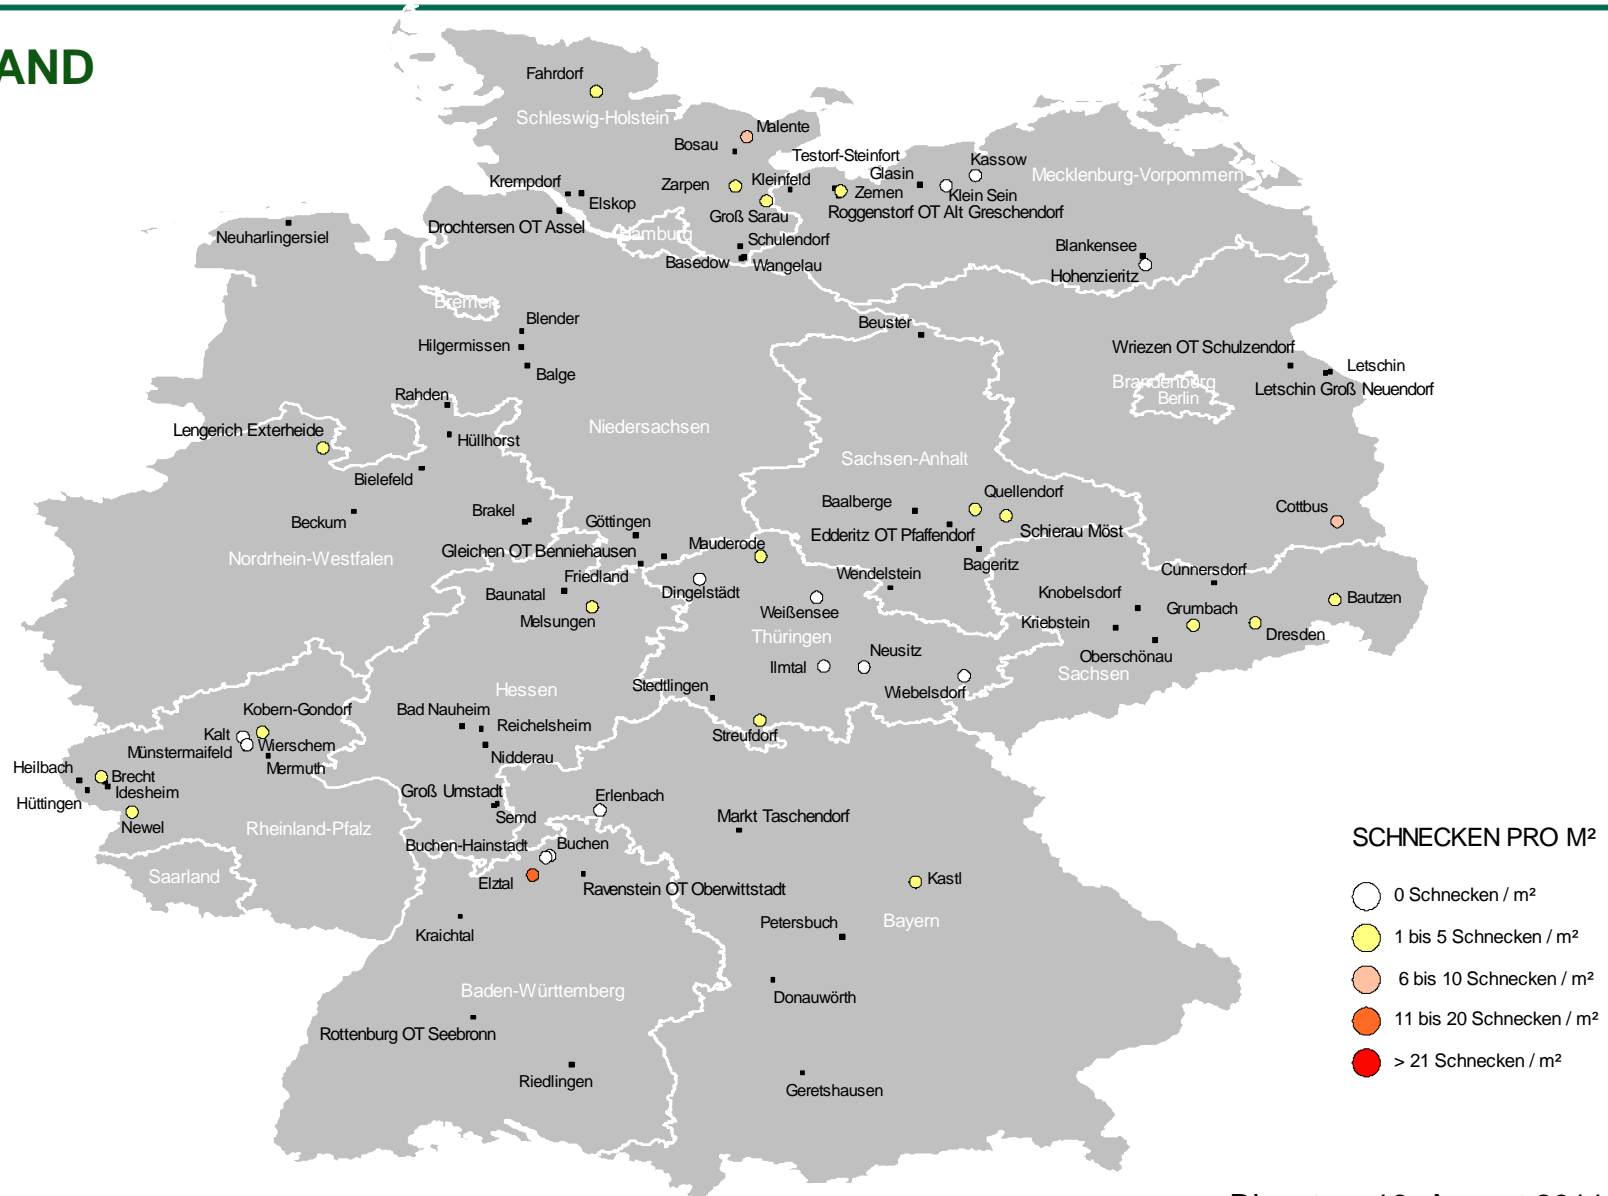 AND
Fahrdorf
Schleswig-Holstein
Malente
Bosau
Testorf-Steinfort
Kassow
Glasin
Mecklenburg-Vorpommern
Krempdorf
Zarpen
Kleinfeld
Zemen
Klein Sein
Elskop
Groß Sarau
Roggenstorf OT Alt Greschendorf
Drochtersen OT Assel
Neuharlingersiel
Hamburg
Schulendorf
Blankensee
Basedow
Wangelau
Hohenzieritz
Bremen
Blender
Beuster
Hilgermissen
Wriezen OT Schulzendorf
Letschin
Balge
Brandenburg
Letschin Groß Neuendorf
Rahden
Berlin
Lengerich Exterheide
Niedersachsen
Hüllhorst
Sachsen-Anhalt
Bielefeld
Quellendorf
Baalberge
Cottbus
Beckum
Brakel
Göttingen
Schierau Möst
Edderitz OT Pfaffendorf
Mauderode
Gleichen OT Benniehausen
Nordrhein-Westfalen
Bageritz
Cunnersdorf
Friedland
Wendelstein
Baunatal
Dingelstädt
Knobelsdorf
Bautzen
Melsungen
Weißensee
Grumbach
Kriebstein
Thüringen
Dresden
Neusitz
Oberschönau
Ilmtal
Sachsen
Stedtlingen
Hessen
Wiebelsdorf
Kobern-Gondorf
Bad Nauheim
Reichelsheim
Kalt
Streufdorf
Wierschem
Münstermaifeld
Nidderau
Heilbach
Mermuth
Brecht
Idesheim
Groß Umstadt
Erlenbach
Hüttingen
Semd
Markt Taschendorf
Newel
Rheinland-Pfalz
SCHNECKEN PRO M²
Buchen-Hainstadt
Buchen
Saarland
Elztal
Kastl
Ravenstein OT Oberwittstadt
0 Schnecken / m²
Petersbuch
Bayern
Kraichtal
1 bis 5 Schnecken / m²
6 bis 10 Schnecken / m²
Baden-Württemberg
Donauwörth
11 bis 20 Schnecken / m²
Rottenburg OT Seebronn
> 21 Schnecken / m²
Riedlingen
Geretshausen